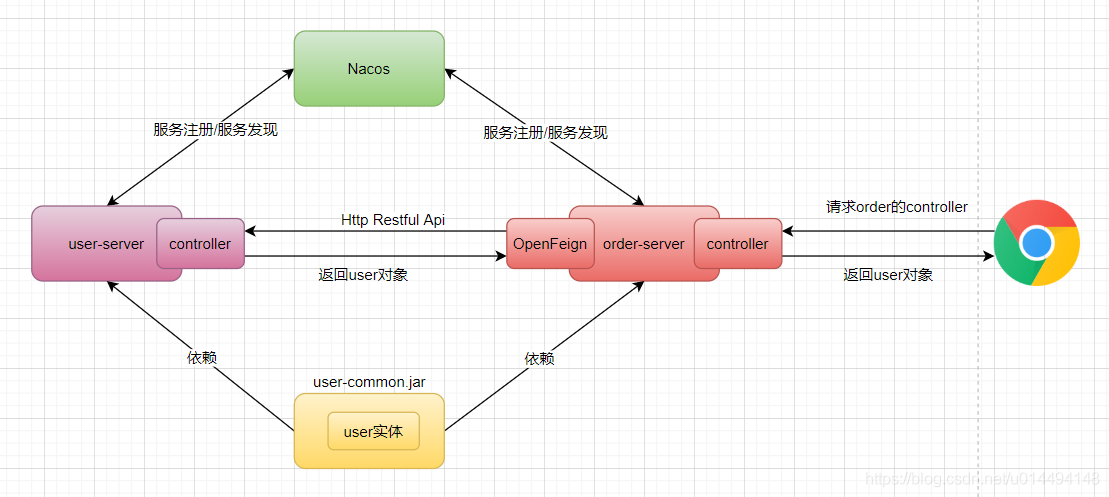 Nacos
服务注册/服务发现
服务注册/服务发现
user-server
controller
Http Restful Api
返回user对象
OpenFeign
order-server
controller
请求order的controller
返回user对象
依赖
依赖
user-common.jar
user实体
https://blog.csdn.net/u014494148